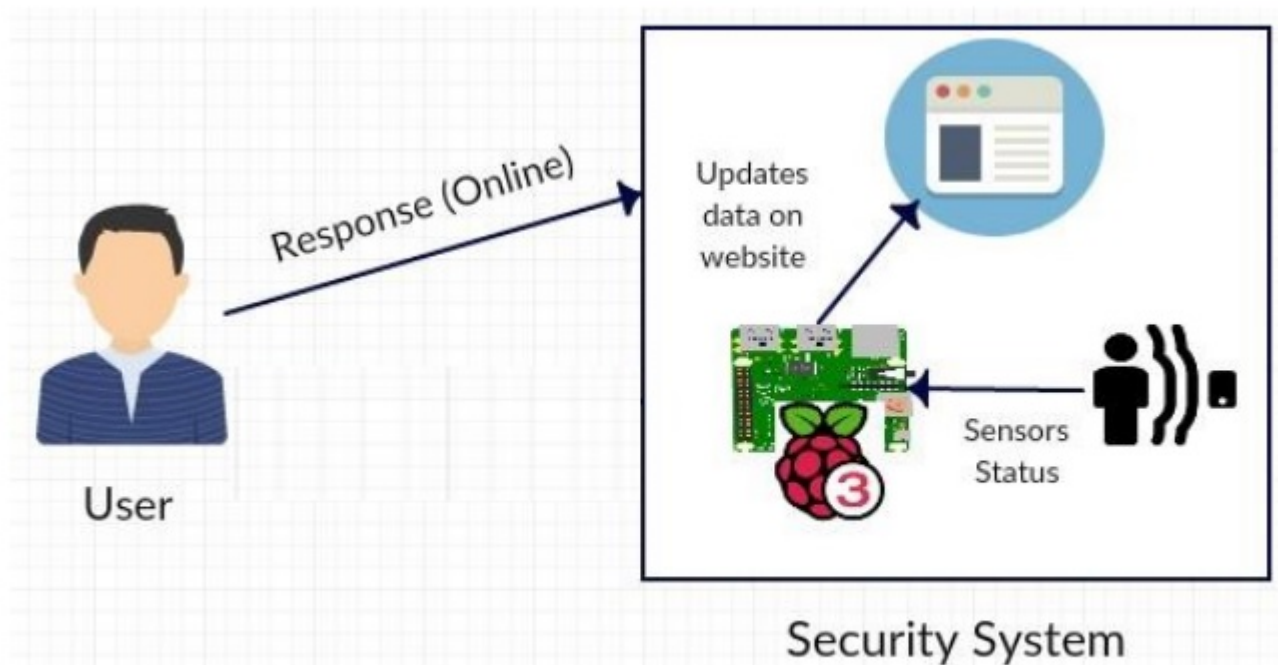 Response (Online)
User
Updates
data on
website
Sensors
Status
3
Security System